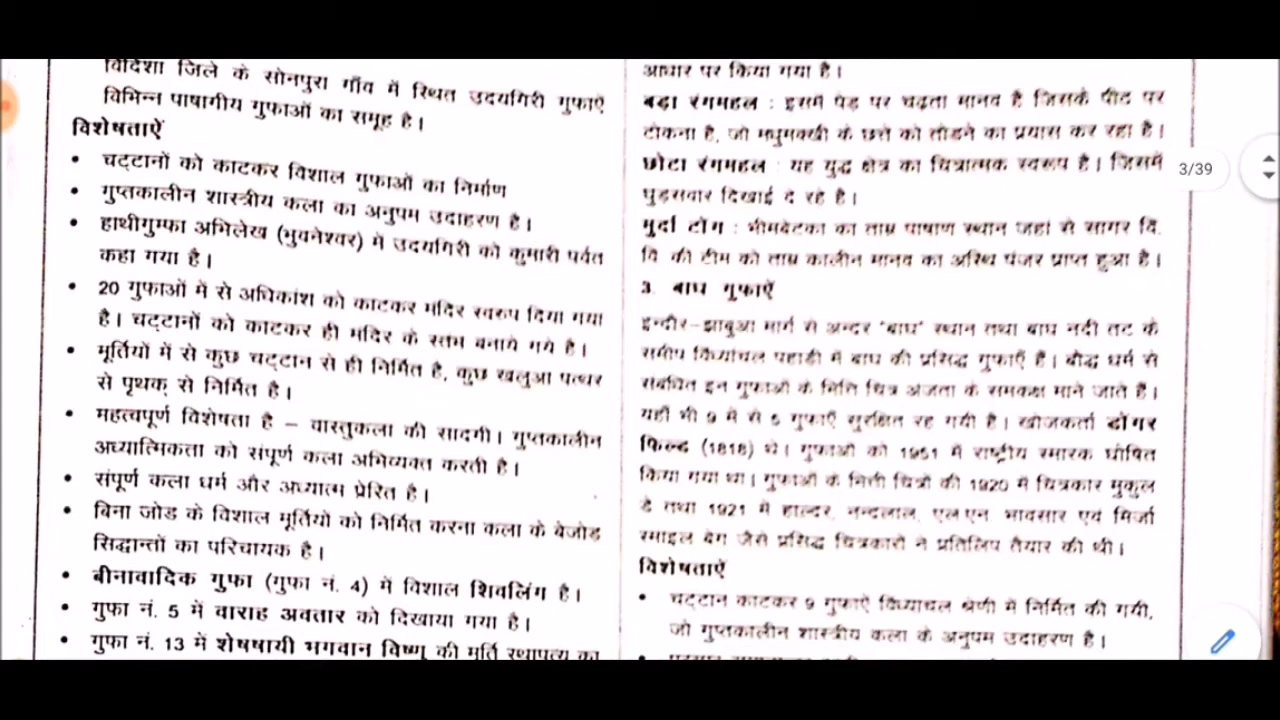 विदिशा जिले के सोनपुरा गाँव में स्थित उदयगिरी गुफाऐं
विभिन्न पाषागीय गुफाओं का समूह है।
विशेषताऐं
• चट्टानों को काटकर विशाल गुफाओं का निर्माण
• गुप्तकालीन शास्त्रीय कला का अनुपम उदाहरण है।
• हाथीगुम्फा अभिलेख (भुवनेश्वर) में उदयगिरी को कुमारी पर्वत
कहा गया है।
• 20 गुफाओं में से अधिकांश को काटकर मंदिर स्वरुप दिया गया
है। चट्टानों को काटकर ही मंदिर के स्तंभ बनाये गये है।
• मूर्तियों में से कुछ चट्टान से ही निर्मित है, कुछ खलुआ पत्थर
से पृथक् से निर्मित है।
• महत्वपूर्ण विशेषता है – वास्तुकला की सादगी। गुप्तकालीन
अध्यात्मिकता को संपूर्ण कला अभिव्यक्त करती है।
• संपूर्ण कला धर्म और अध्यात्म प्रेरित है।
• बिना जोड के विशाल मूर्तियों को निर्मित करना कला के बेजोड
सिद्धान्तों का परिचायक है।
• बीनावादिक गुफा (गुफा नं. 4) में विशाल शिवलिंग है।
• गुफा नं. 5 में वाराह अवतार को दिखाया गया है।
• गुफा नं. 13 में शेषषायी भगवान विष्णु की मूर्ति स्थापत्य का
आधार पर किया गया है।
बड़ा रंगमहल : इसमें पेड़ पर चढ़ता मानव है जिसके पीट पर
टोकना है, जो मधुमक्खी के छत्ते को तोडने का प्रयास कर रहा है।
छोटा रंगमहल : यह युद्ध क्षेत्र का चित्रात्मक स्वरूप है। जिसमें
घुड़सवार दिखाई दे रहे है।
मुर्दा टोंग : भीमबेटका का ताम्र पाषाण स्थान जहां से सागर वि.
वि की टीम को ताम्र कालीन मानव का अस्थि पंजर प्राप्त हुआ है।
3. बाघ गुफाऐं
इन्दौर–झाबुआ मार्ग से अन्दर "बाघ" स्थान तथा बाघ नदी तट के
समीप विंध्याचल पहाडी में बाघ की प्रसिद्ध गुफाऐं है। बौद्ध धर्म से
संबंधित इन गुफाओं के भित्ति चित्र अजंता के समकक्ष माने जाते है।
यहाँ भी 9 में से 5 गुफाऐं सुरक्षित रह गयी है। खोजकर्ता डोंगर
फिल्ड (1818) थे। गुफाओं को 1951 में राष्ट्रीय स्मारक घोषित
किया गया था। गुफाओं के भित्ती चित्रों की 1920 में चित्रकार मुकुल
डे तथा 1921 में हाल्दर, नन्दलाल, एल.एन. भावसार एवं मिर्जा
स्माइल बेग जैसे प्रसिद्ध चित्रकारों ने प्रतिलिप तैयार की थी।
विशेषताऐं
• चट्टान काटकर 9 गुफाऐं विंध्याचल श्रेणी में निर्मित की गयी,
जो गुप्तकालीन शास्त्रीय कला के अनुपम उदाहरण है।
3/39